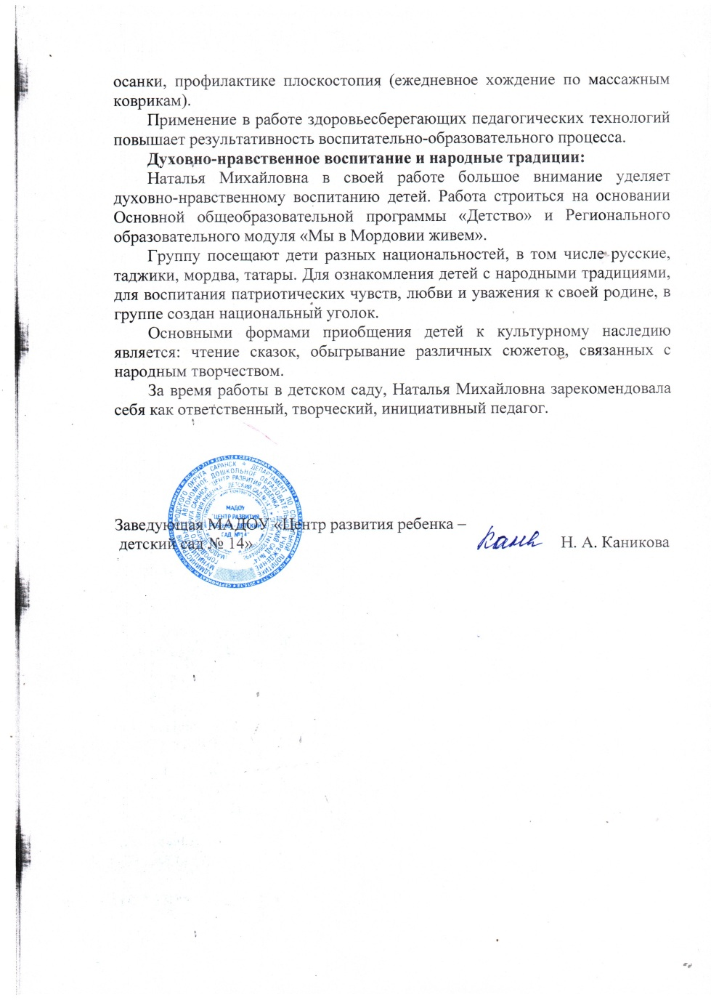 осанки, профилактике плоскостопия (ежедневное хождение по массажным
коврикам).
Применение в работе здоровьесберегающих педагогических технологий
повышает результативность воспитательно-образовательного процесса.
Духовно-нравственное воспитание и народные традиции:
Наталья Михайловна в своей работе большое внимание уделяет
духовно-нравственному воспитанию детей. Работа строиться на основании
Основной общеобразовательной программы «Детство» и Регионального
образовательного модуля «Мы в Мордовии живем».
Группу посещают дети разных национальностей, в том числе русские,
таджики, мордва, татары. Для ознакомления детей с народными традициями,
для воспитания патриотических чувств, любви и уважения к своей родине, в
группе создан национальный уголок.
Основными формами приобщения детей к культурному наследию
является: чтение сказок, обыгрывание различных сюжетов, связанных с
народным творчеством.
За время работы в детском саду, Наталья Михайловна зарекомендовала
себя как ответственный, творческий, инициативный педагог.
Заведующая МАДОУ «Центр развития ребенка –
детский сад № 14»
Н. А. Каникова
МАДОУ
"ЦЕНТР РАЗВИТИЯ
САД №14"